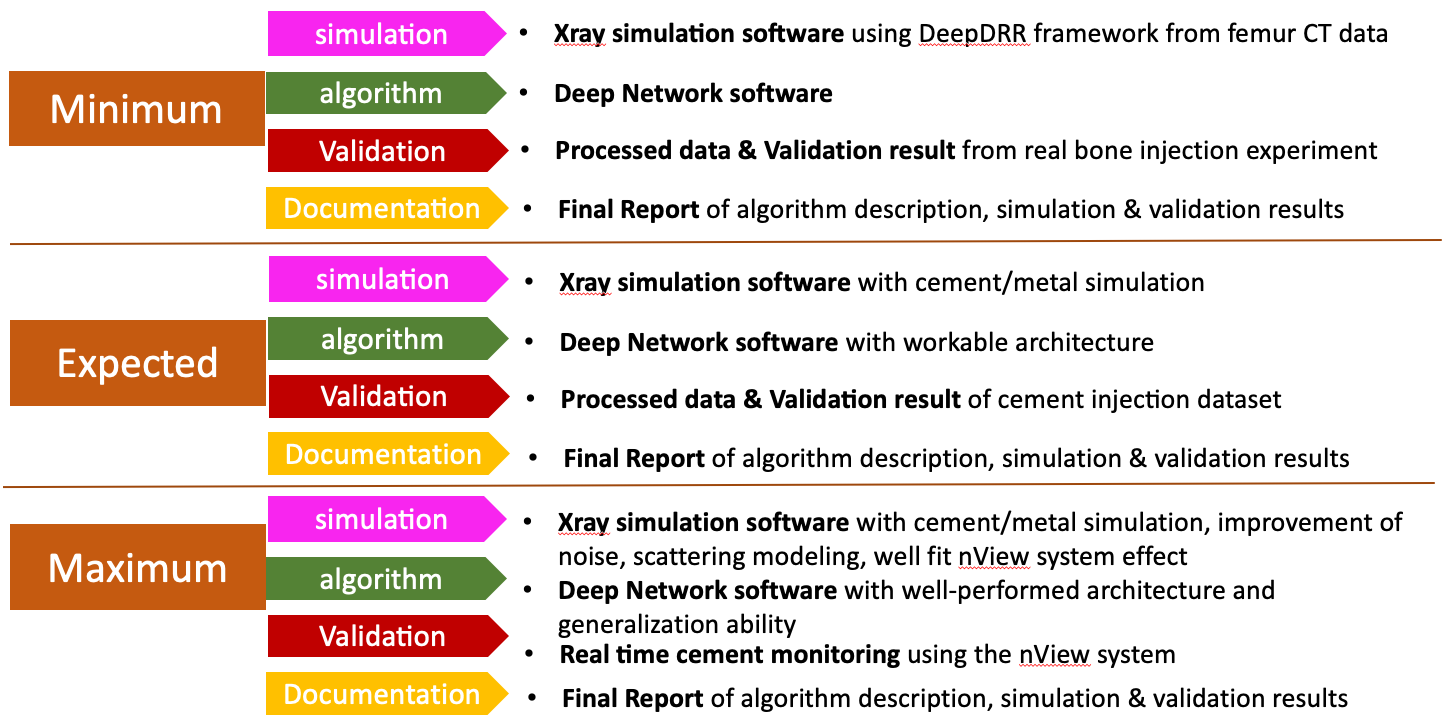 simulation • Xray simulation software using DeepDRR framework from femur CT data
Minimum
algorithm • Deep Network software
Validation • Processed data & Validation result from real bone injection experiment
Documentation • Final Report of algorithm description, simulation & validation results
simulation • Xray simulation software with cement/metal simulation
Expected
algorithm • Deep Network software with workable architecture
Validation • Processed data & Validation result of cement injection dataset
Documentation • Final Report of algorithm description, simulation & validation results
simulation • Xray simulation software with cement/metal simulation, improvement of
noise, scattering modeling, well fit nView system effect
Maximum
algorithm • Deep Network software with well-performed architecture and
generalization ability
Validation • Real time cement monitoring using the nView system
Documentation • Final Report of algorithm description, simulation & validation results